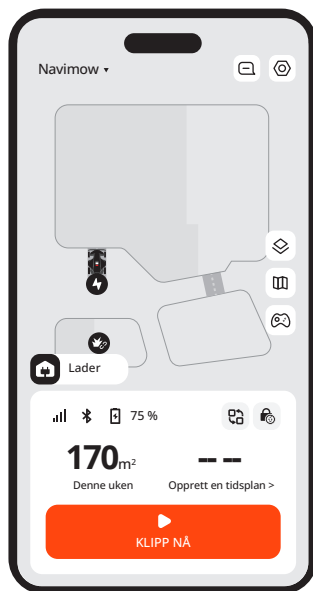 Navimow
Lader
75 %
170m²
-- --
Denne uken
Opprett en tidsplan >
KLIPP NÅ